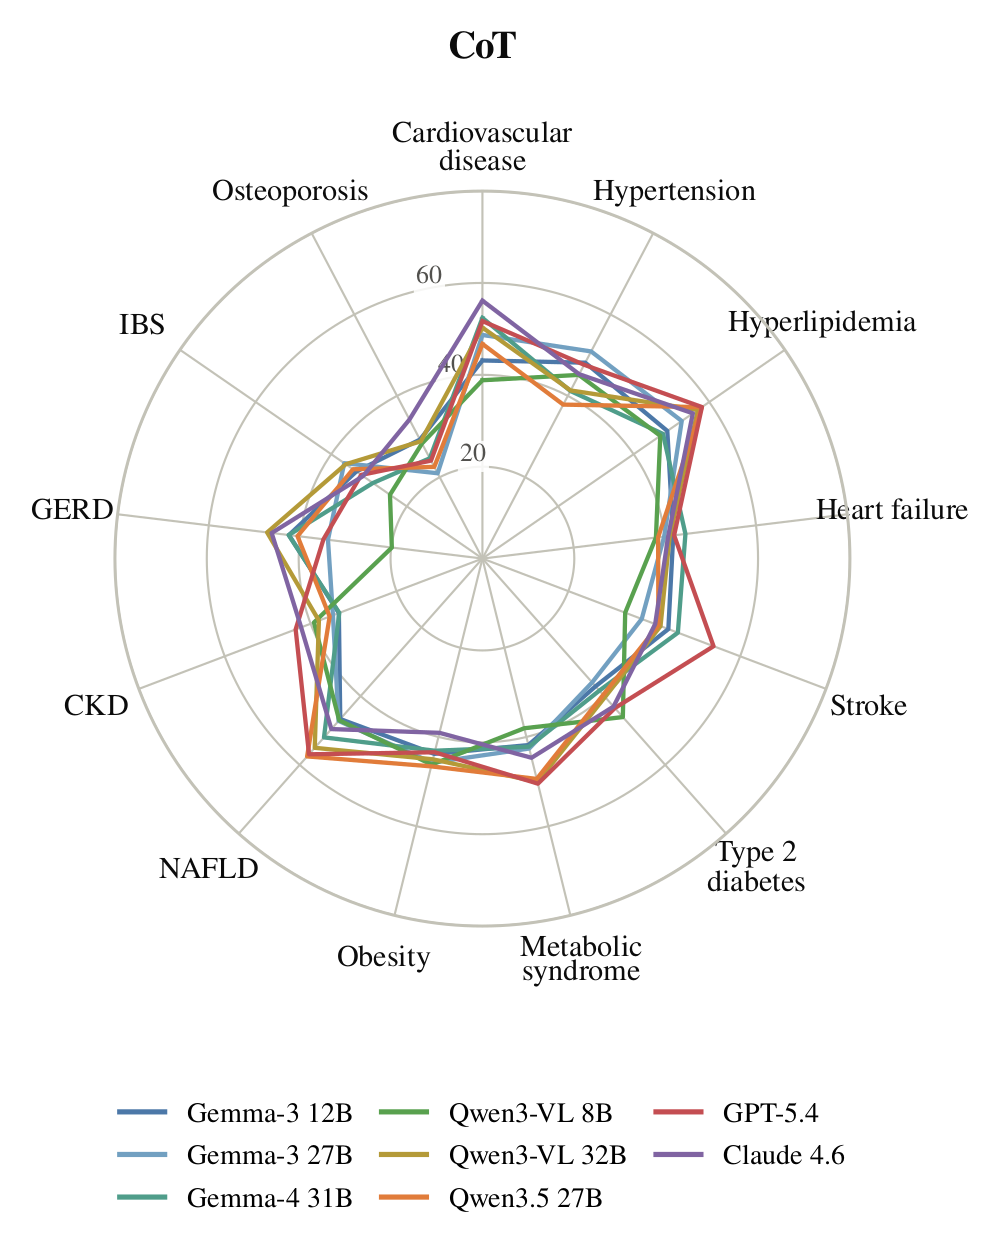 CoT
Cardiovascular
disease
Osteoporosis
Hypertension
60
IBS
Hyperlipidemia
40
20
GERD
Heart failure
CKD
Stroke
NAFLD
Type 2
diabetes
Obesity
Metabolic
syndrome
Gemma-3 12B
Qwen3-VL 8B
GPT-5.4
Gemma-3 27B
Qwen3-VL 32B
Claude 4.6
Gemma-4 31B
Qwen3.5 27B